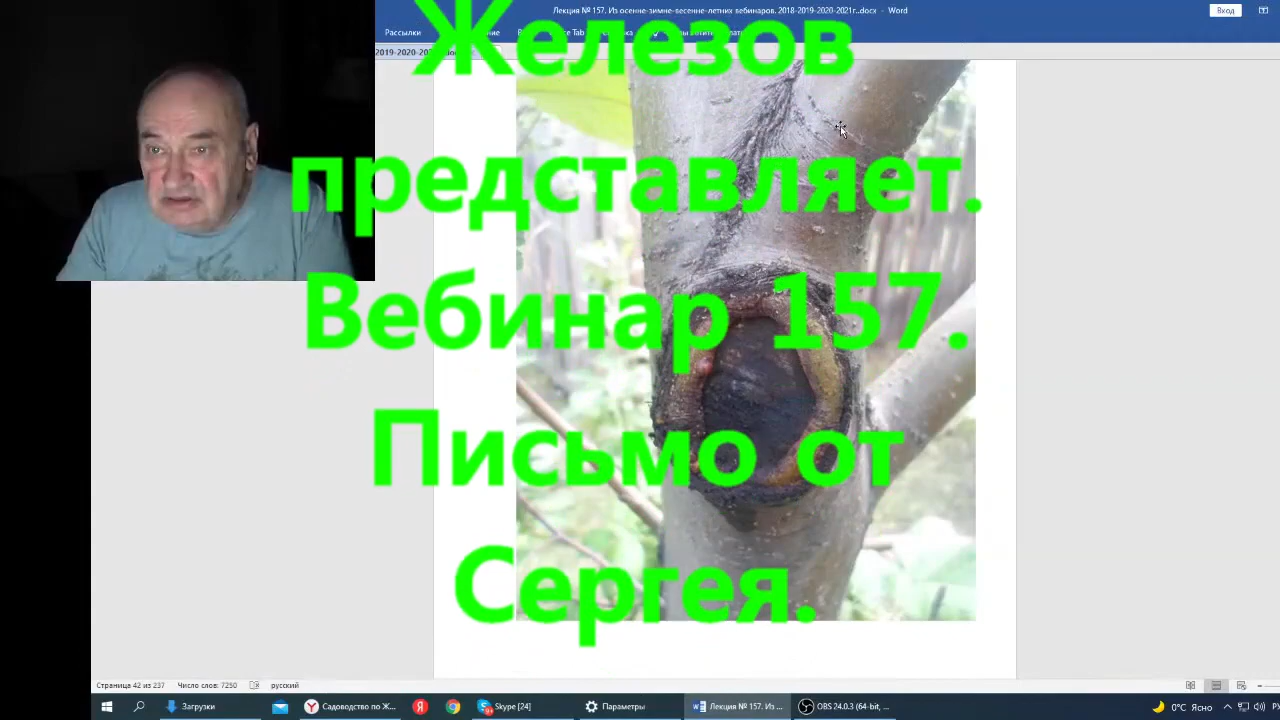 Лекция № 157. Из осенне-зимне-весенне-летних вебинаров. 2018-2019-2020-2021г..docx - Word
Вход
Рассылки
Железов
представляет.
Вебинар 157.
Письмо от
Сергея.
Страница 42 из 237 Число слов: 7250 русский
Загрузки Садоводство по Ж... Skype [24] Параметры Лекция № 157. Из ... OBS 24.0.3 (64-bit, ... 0°C Ясно